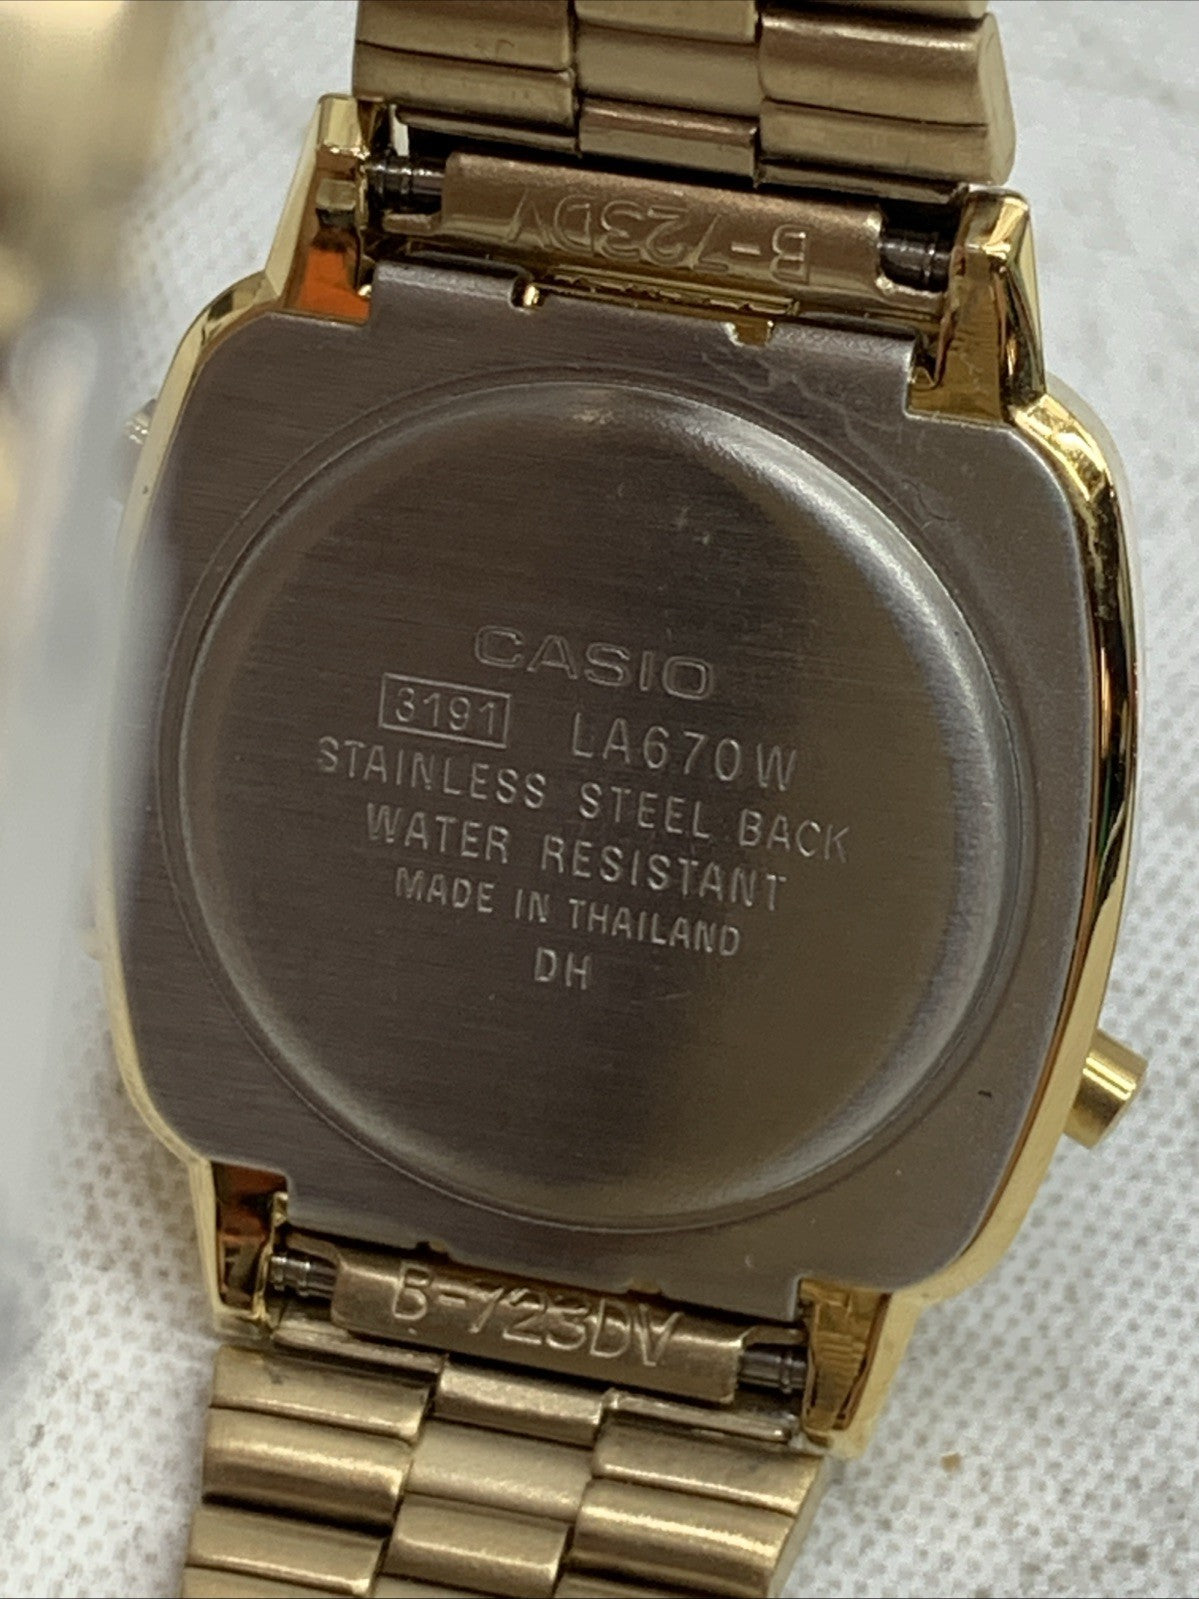 B-723DV
CASIO
3191 LA670W
STAINLESS STEEL BACK
WATER RESISTANT
MADE IN THAILAND
DH
B-723DV